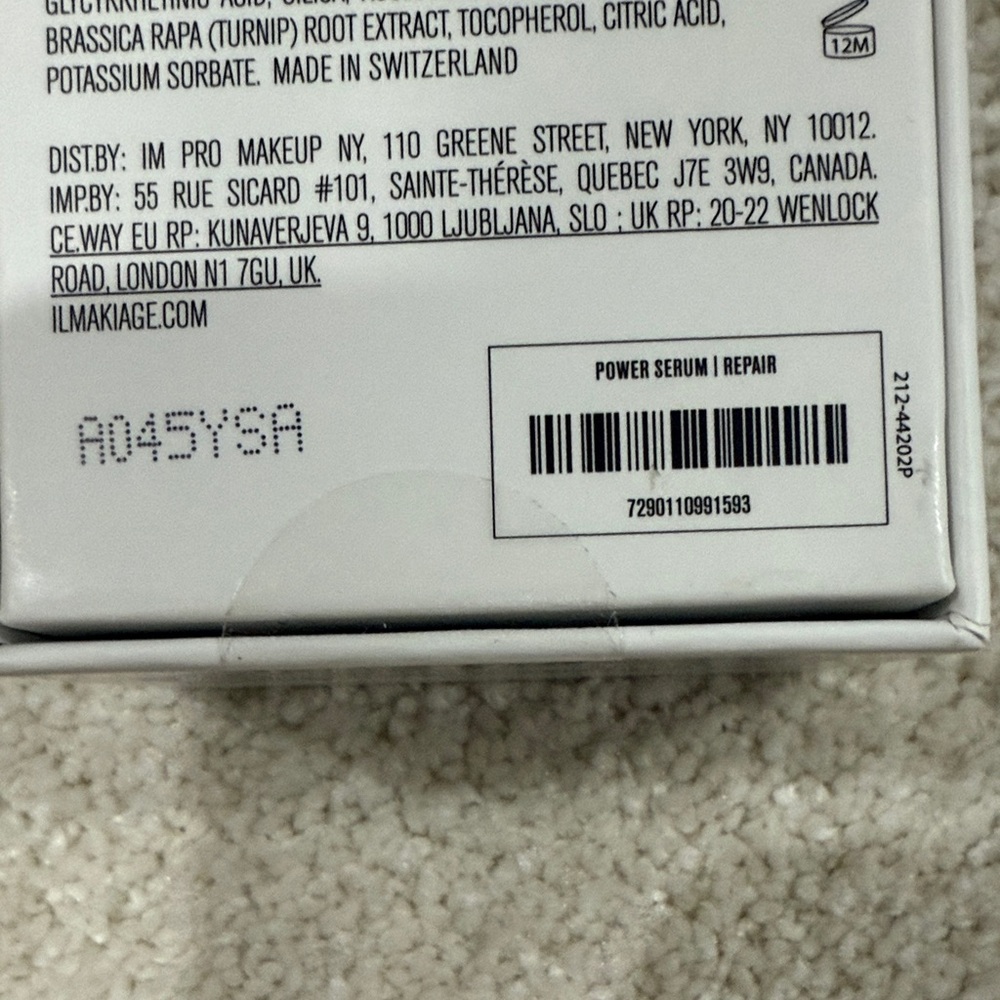 ACID, SILICA,
BRASSICA RAPA (TURNIP) ROOT EXTRACT, TOCOPHEROL, CITRIC ACID,
POTASSIUM SORBATE. MADE IN SWITZERLAND
12M
DIST.BY: IM PRO MAKEUP NY, 110 GREENE STREET, NEW YORK, NY 10012.
IMP.BY: 55 RUE SICARD #101, SAINTE-THÉRÈSE, QUEBEC J7E 3W9, CANADA.
CE.WAY EU RP: KUNAVERJEVA 9, 1000 LJUBLJANA, SLO ; UK RP: 20-22 WENLOCK
ROAD, LONDON N1 7GU, UK.
ILMAKIAGE.COM
POWER SERUM | REPAIR
212-44202P
A045YSA
7290110991593